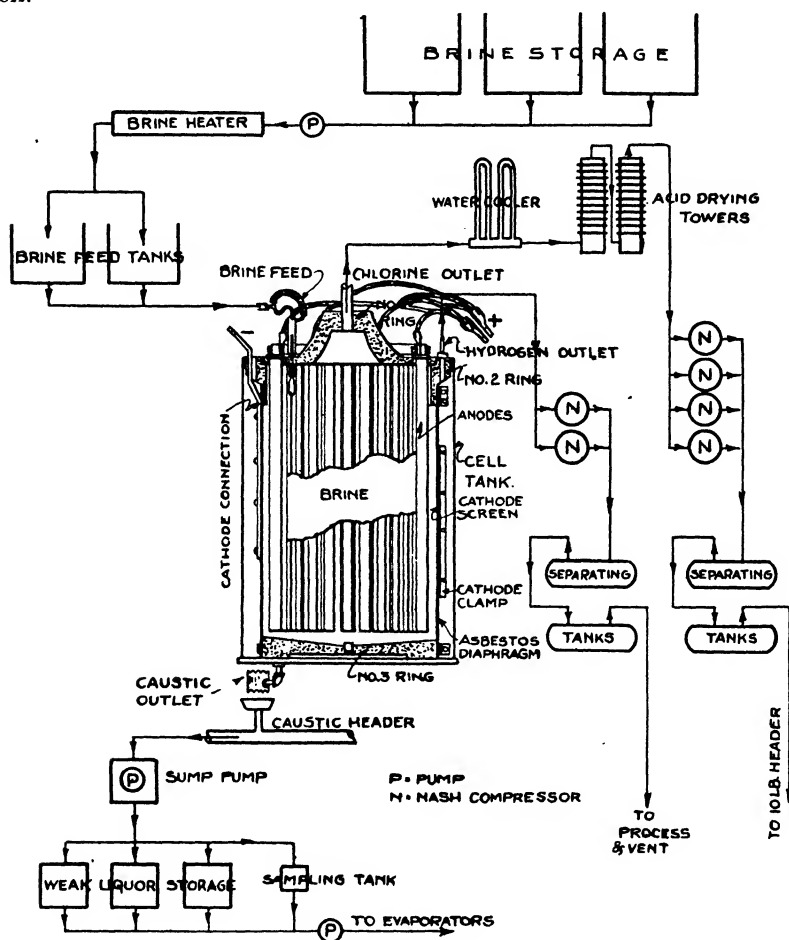 BRINE STORAGE
BRINE HEATER
P
WATER COOLER
ACID DRYING
TOWERS
BRINE FEED TANKS
BRINE FEED
CHLORINE OUTLET
NO.
RING
+
-
HYDROGEN OUTLET
NO. 2 RING
N
N
N
N
N
N
ANODES
CATHODE CONNECTION
CELL
TANK.
BRINE
CATHODE
SCREEN
CATHODE
CLAMP
SEPARATING
SEPARATING
TANKS
TANKS
ASBESTOS
DIAPHRAGM
NO.3 RING
CAUSTIC
OUTLET
CAUSTIC HEADER
P
SUMP PUMP
P = PUMP
N = NASH COMPRESSOR
TO
PROCESS
& VENT
TO 10 LB. HEADER
WEAK LIQUOR STORAGE
SAMPLING TANK
P
TO EVAPORATORS